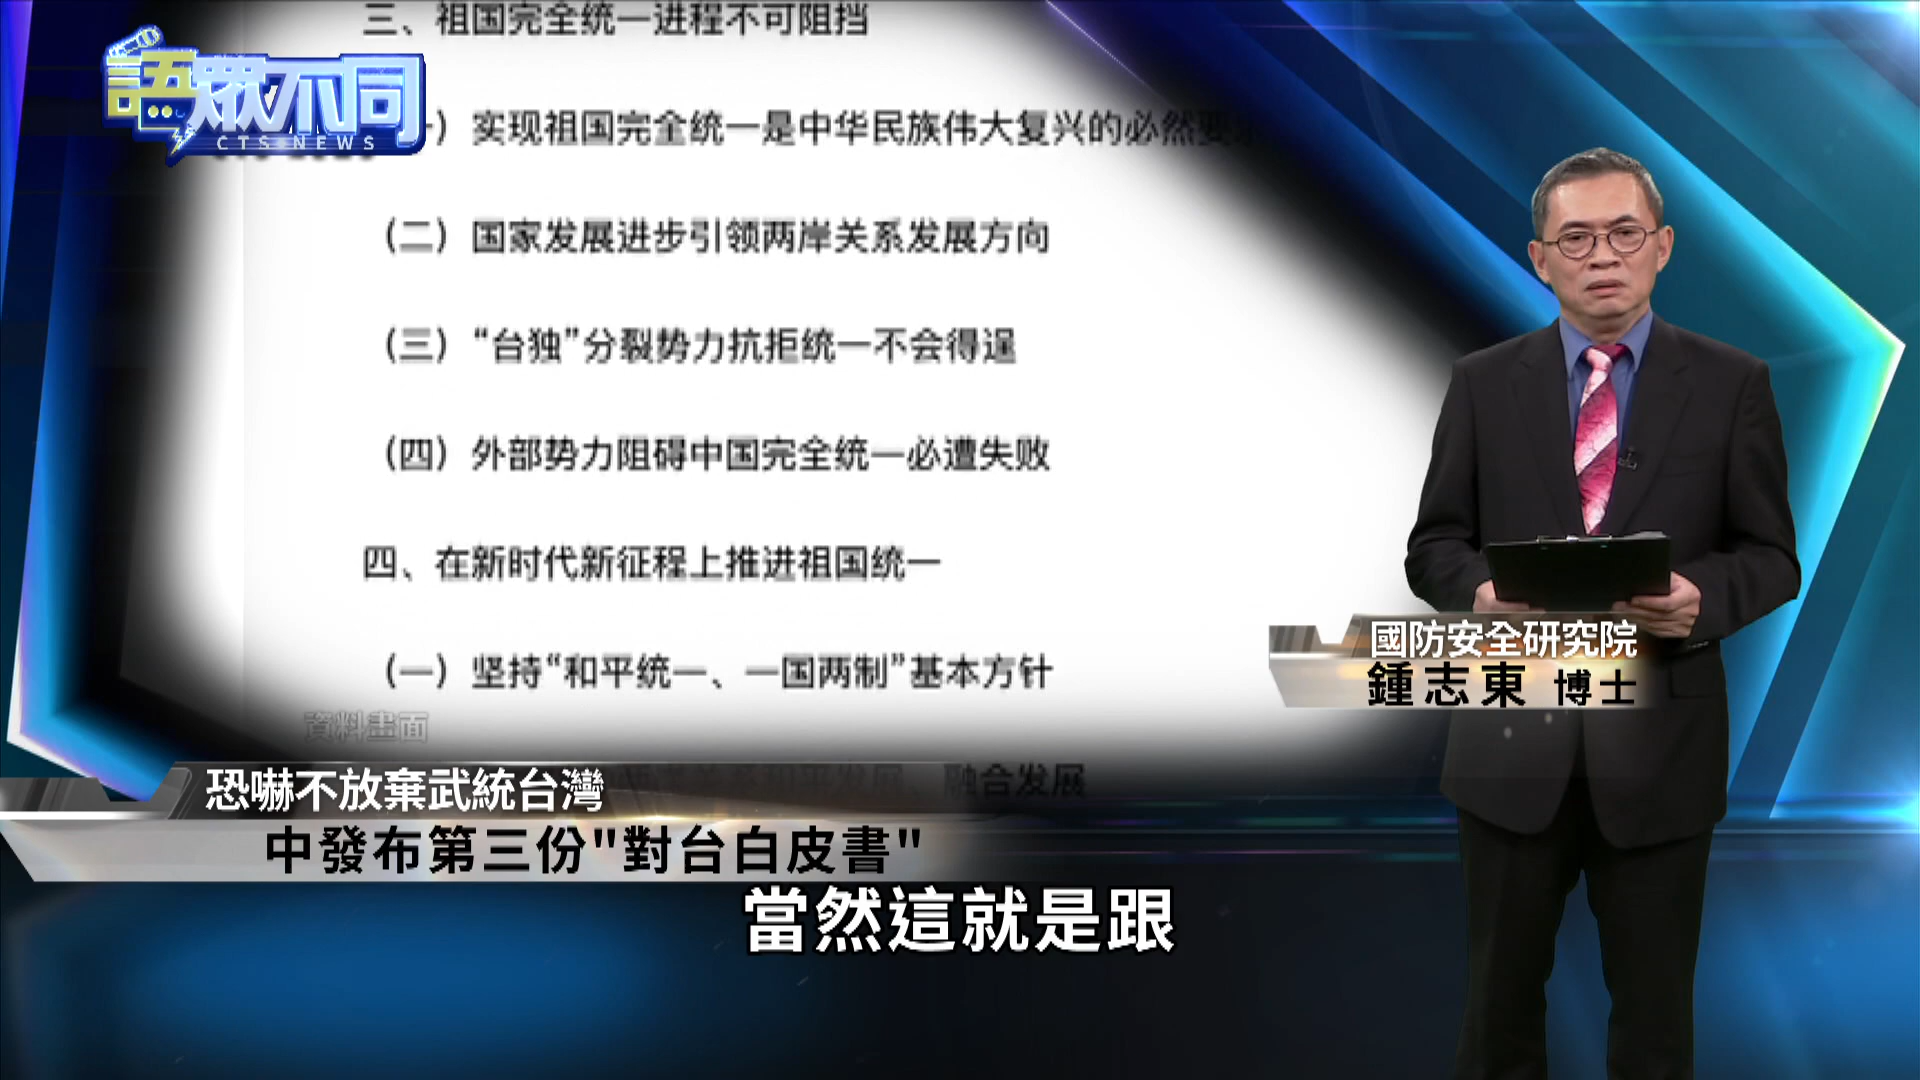 三、祖国完全统一进程不可阻挡
語眾不同
CTS NEWS
）实现祖国完全统一是中华民族伟大复兴的必然要求
（二）国家发展进步引领两岸关系发展方向
（三）“台独”分裂势力抗拒统一不会得逞
（四）外部势力阻碍中国完全统一必遭失败
四、在新时代新征程上推进祖国统一
（一）坚持“和平统一、一国两制”基本方针
資料畫面
和平发展、融合发展
國防安全研究院
鍾志東 博士
恐嚇不放棄武統台灣
中發布第三份"對台白皮書"
當然這就是跟